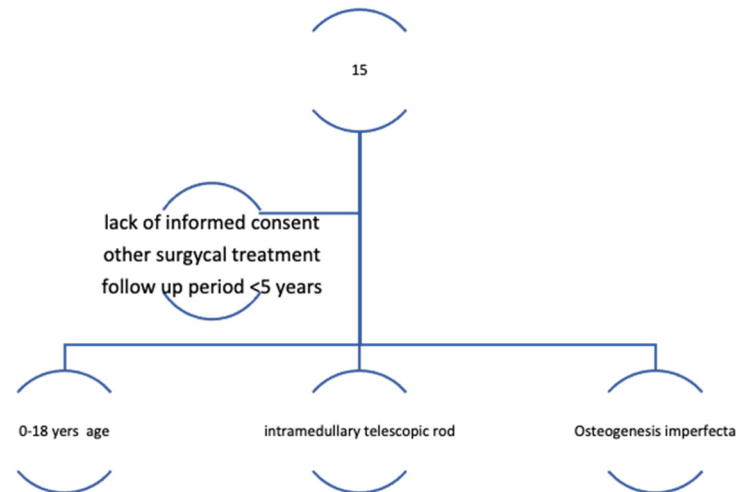 15
lack of informed consent
other surgycal treatment
follow up period <5 years
0-18 yers age
intramedullary telescopic rod
Osteogenesis imperfecta